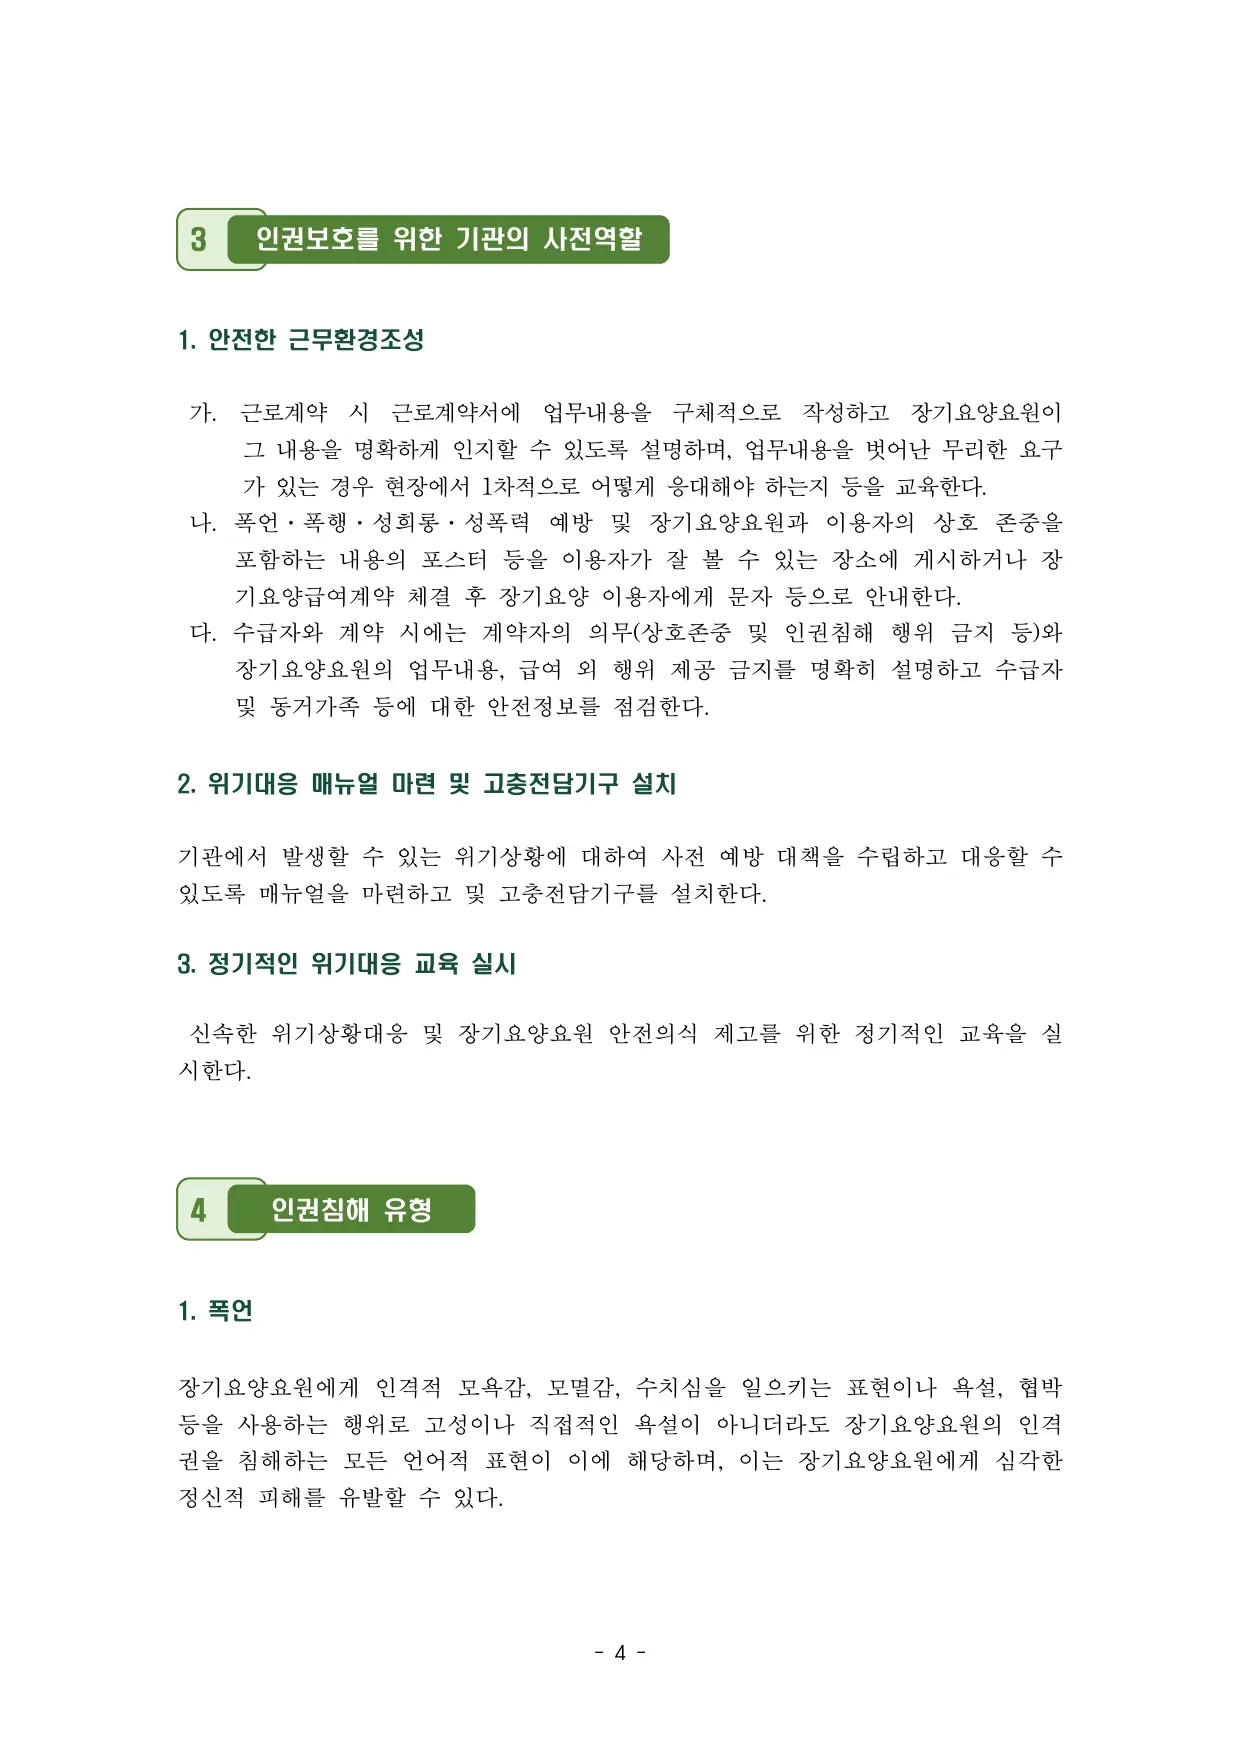 3 인권보호를 위한 기관의 사전역할
1. 안전한 근무환경조성
가. 근로계약 시 근로계약서에 업무내용을 구체적으로 작성하고 장기요양요원이
그 내용을 명확하게 인지할 수 있도록 설명하며, 업무내용을 벗어난 무리한 요구
가 있는 경우 현장에서 1차적으로 어떻게 응대해야 하는지 등을 교육한다.
나. 폭언·폭행·성희롱·성폭력 예방 및 장기요양요원과 이용자의 상호 존중을
포함하는 내용의 포스터 등을 이용자가 잘 볼 수 있는 장소에 게시하거나 장
기요양급여계약 체결 후 장기요양 이용자에게 문자 등으로 안내한다.
다. 수급자와 계약 시에는 계약자의 의무(상호존중 및 인권침해 행위 금지 등)와
장기요양요원의 업무내용, 급여 외 행위 제공 금지를 명확히 설명하고 수급자
및 동거가족 등에 대한 안전정보를 점검한다.
2. 위기대응 매뉴얼 마련 및 고충전담기구 설치
기관에서 발생할 수 있는 위기상황에 대하여 사전 예방 대책을 수립하고 대응할 수
있도록 매뉴얼을 마련하고 및 고충전담기구를 설치한다.
3. 정기적인 위기대응 교육 실시
신속한 위기상황대응 및 장기요양요원 안전의식 제고를 위한 정기적인 교육을 실
시한다.
4 인권침해 유형
1. 폭언
장기요양요원에게 인격적 모욕감, 모멸감, 수치심을 일으키는 표현이나 욕설, 협박
등을 사용하는 행위로 고성이나 직접적인 욕설이 아니더라도 장기요양요원의 인격
권을 침해하는 모든 언어적 표현이 이에 해당하며, 이는 장기요양요원에게 심각한
정신적 피해를 유발할 수 있다.
- 4 -